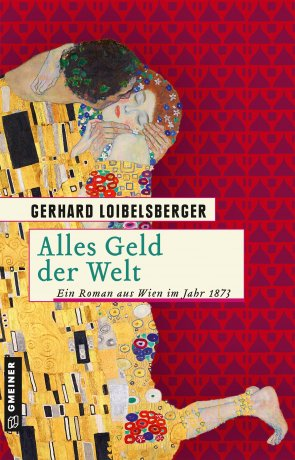 GERHARD LOIBELSBERGER
Alles Geld
der Welt
Ein Roman aus Wien im Jahr 1873
GMEINER